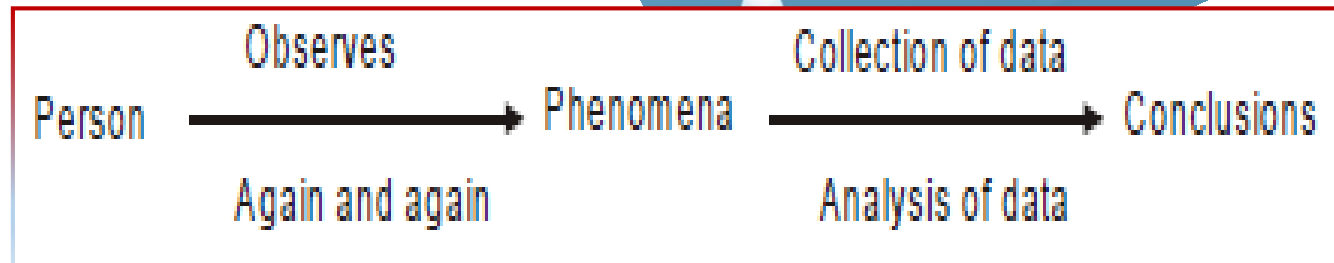 Observes
Collection of data
Person
Phenomena
Conclusions
Again and again
Analysis of data